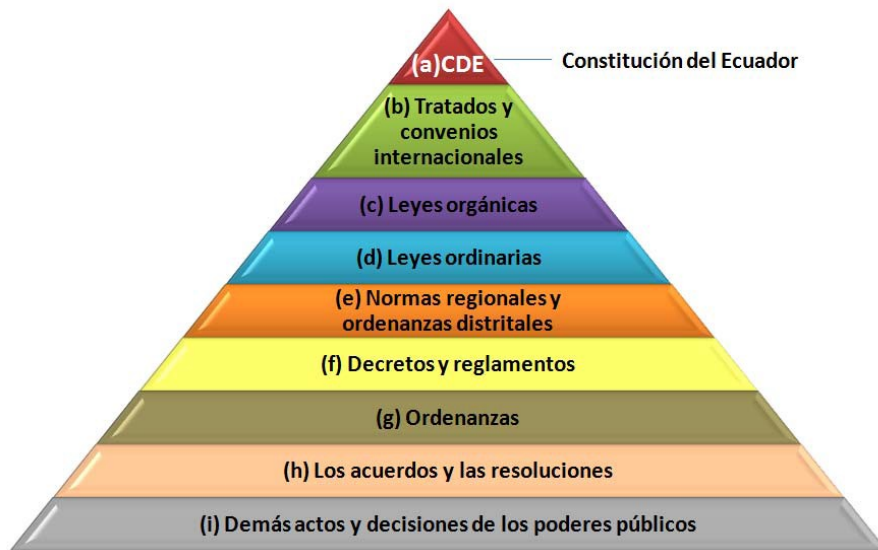 (a)CDE
Constitución del Ecuador
(b) Tratados y
convenios
internacionales
(c) Leyes orgánicas
(d) Leyes ordinarias
(e) Normas regionales y
ordenanzas distritales
(f) Decretos y reglamentos
(g) Ordenanzas
(h) Los acuerdos y las resoluciones
(i) Demás actos y decisiones de los poderes públicos